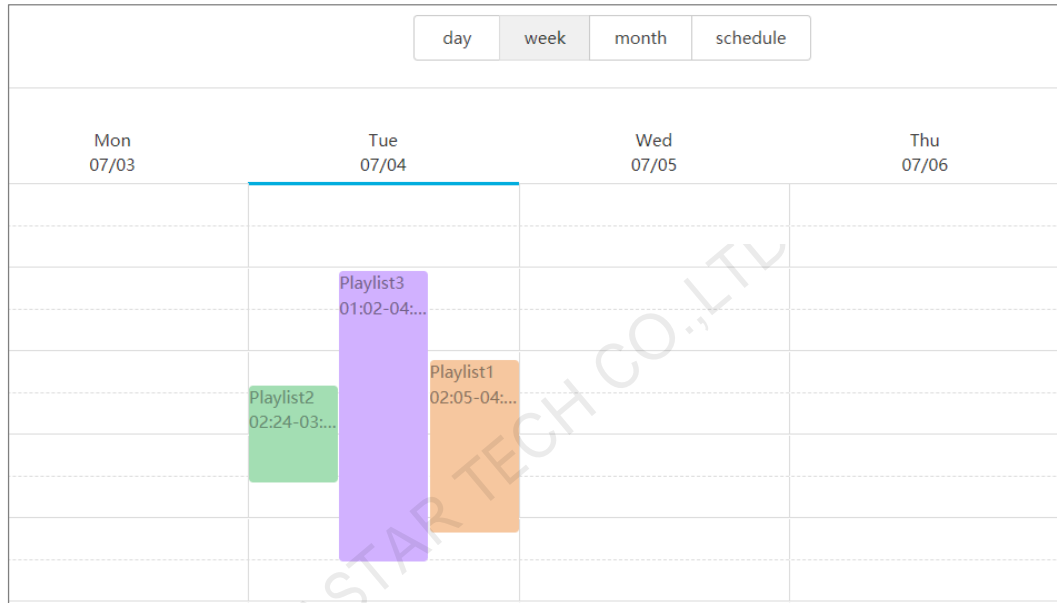 day week month schedule
Mon Tue Wed Thu
07/03 07/04 07/05 07/06
Playlist3
01:02-04:...
Playlist1
02:05-04:...
Playlist2
02:24-03:...
STAR TECH CO.,LTD